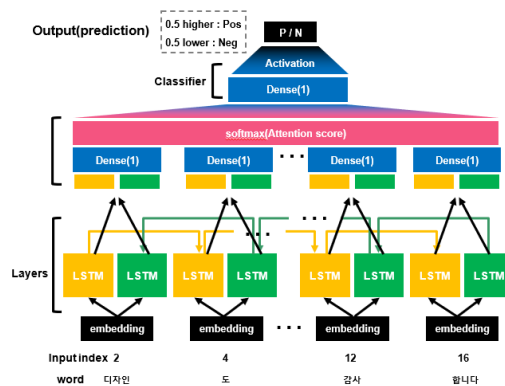 Output(prediction)
0.5 higher : Pos
0.5 lower : Neg
P / N
Activation
Classifier
Dense(1)
softmax(Attention score)
Dense(1) Dense(1) Dense(1) Dense(1)
Layers
LSTM LSTM LSTM LSTM LSTM LSTM LSTM LSTM
embedding embedding embedding embedding
Input index 2 4 12 16
word 디자인 도 감사 합니다